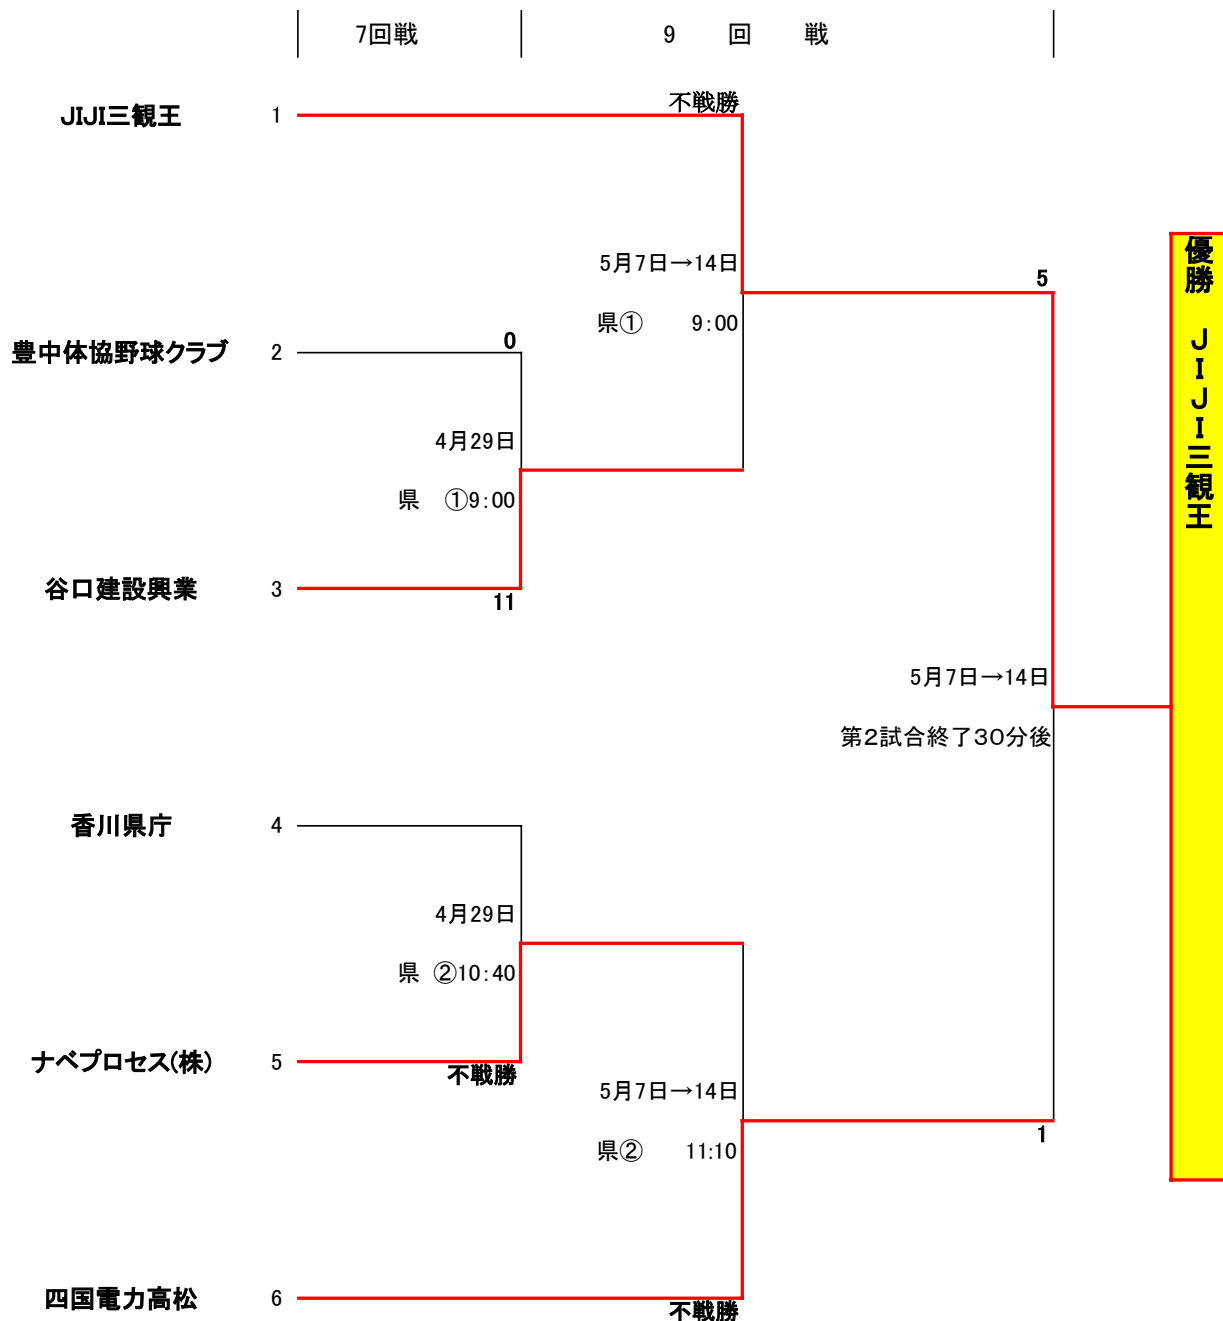 7回戦
9　回　戦
不戦勝
JIJI三観王 1
5月7日→14日
県① 9:00
5
豊中体協野球クラブ 2
0
4月29日
県 ①9:00
谷口建設興業 3
11
5月7日→14日
第2試合終了30分後
優勝 JIJI三観王
香川県庁 4
4月29日
県 ②10:40
ナベプロセス(株) 5
不戦勝
5月7日→14日
県② 11:10
1
四国電力高松 6
不戦勝